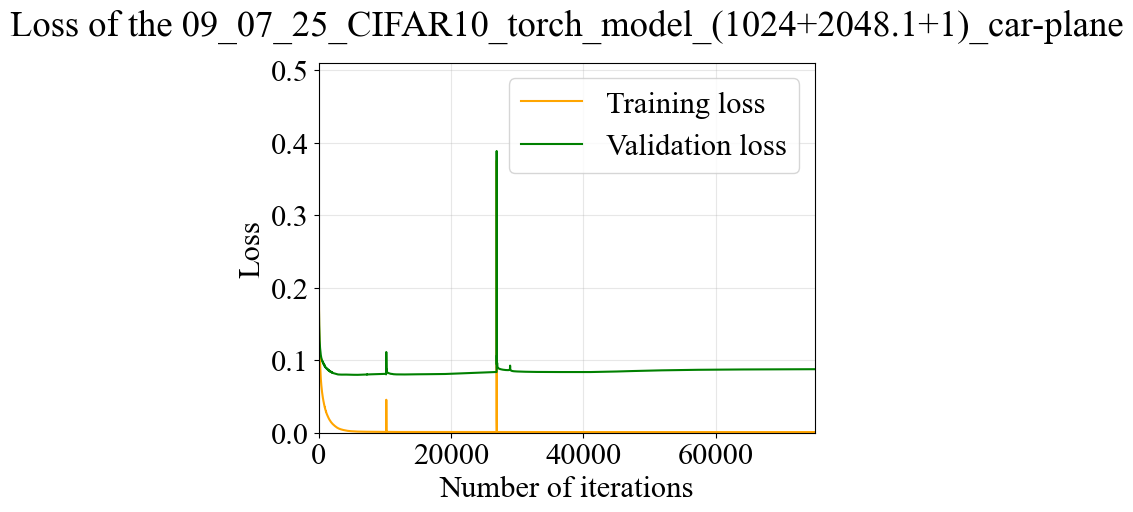 Loss of the 09_07_25_CIFAR10_torch_model_(1024+2048.1+1)_car-plane
0.5
0.4
0.3
0.2
0.1
0.0
Loss
Training loss
Validation loss
0 20000 40000 60000
Number of iterations